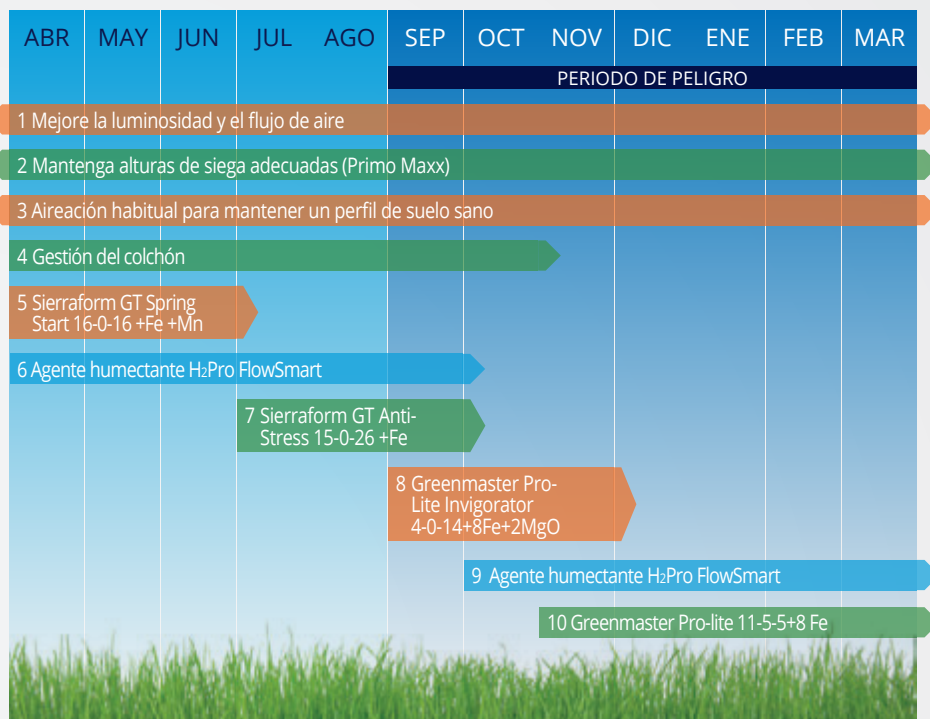 ABR MAY JUN JUL AGO SEP OCT NOV DIC ENE FEB MAR
PERIODO DE PELIGRO
1 Mejore la luminosidad y el flujo de aire
2 Mantenga alturas de siega adecuadas (Primo Maxx)
3 Aireación habitual para mantener un perfil de suelo sano
4 Gestión del colchón
5 Sierraform GT Spring
Start 16-0-16 +Fe +Mn
6 Agente humectante H₂Pro FlowSmart
7 Sierraform GT Anti-
Stress 15-0-26 +Fe
8 Greenmaster Pro-
Lite Invigorator
4-0-14+8Fe+2MgO
9 Agente humectante H₂Pro FlowSmart
10 Greenmaster Pro-lite 11-5-5+8 Fe